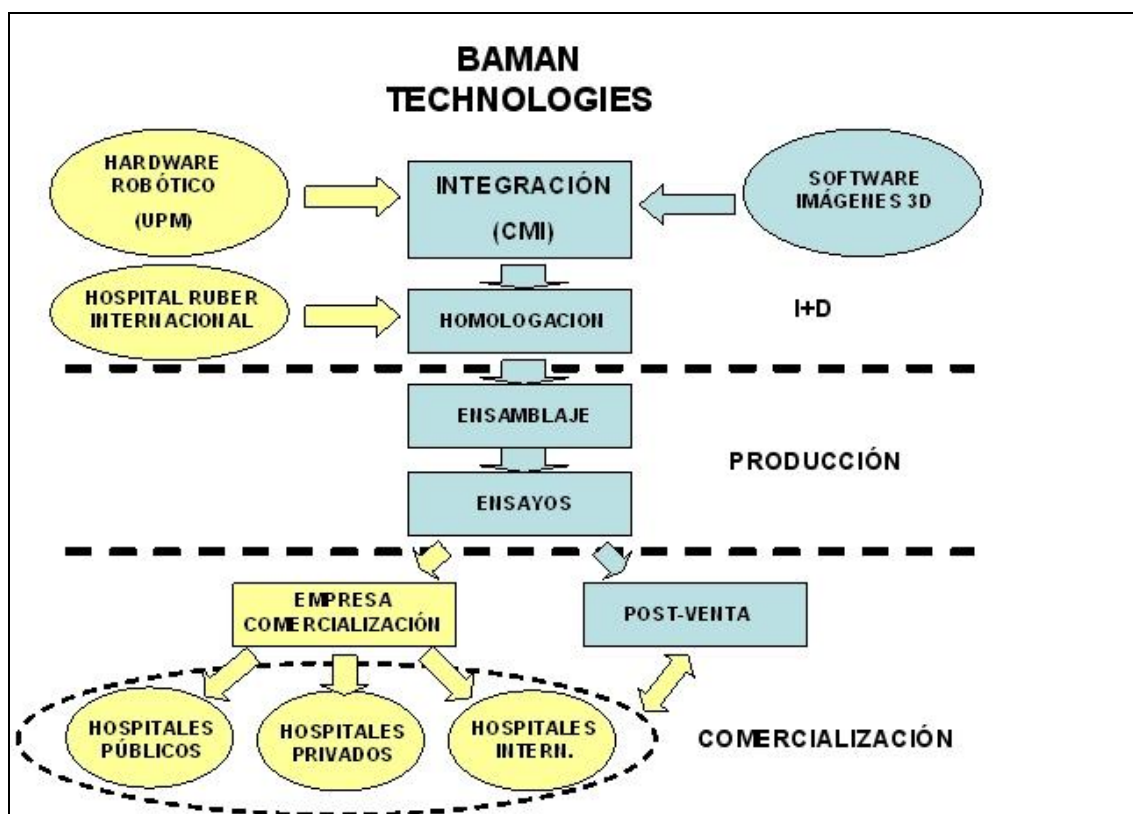 BAMAN
TECHNOLOGIES
HARDWARE
ROBÓTICO
(UPM)
INTEGRACIÓN
(CMI)
SOFTWARE
IMÁGENES 3D
HOSPITAL RUBER
INTERNACIONAL
HOMOLOGACION
I+D
ENSAMBLAJE
PRODUCCIÓN
ENSAYOS
EMPRESA
COMERCIALIZACIÓN
POST-VENTA
HOSPITALES
PÚBLICOS
HOSPITALES
PRIVADOS
HOSPITALES
INTERN.
COMERCIALIZACIÓN